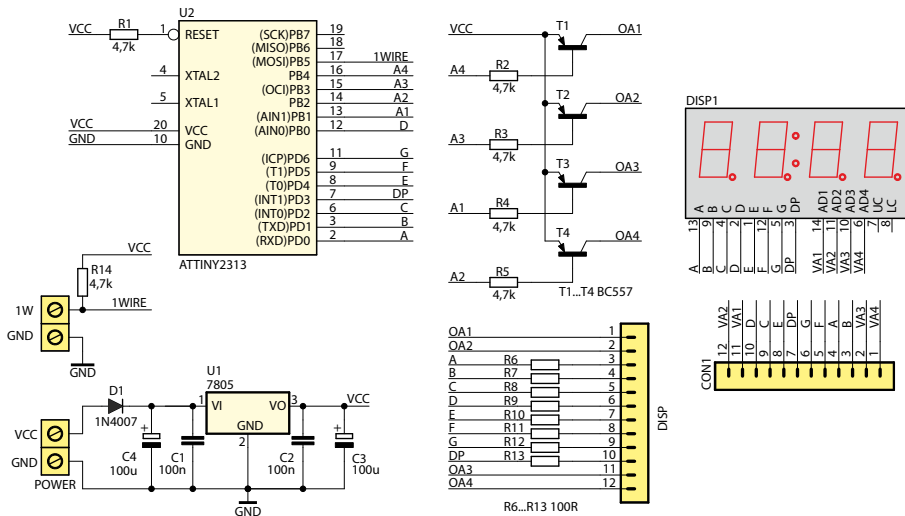 U2
VCC R1 4,7k 1 RESET
(SCK)PB7 19
(MISO)PB6 18
(MOSI)PB5 17 1WIRE
4 XTAL2
PB4 16 A4
(OCI)PB3 15 A3
5 XTAL1
PB2 14 A2
(AIN1)PB1 13 A1
VCC 20 VCC
(AIN0)PB0 12 D
GND 10 GND
(ICP)PD6 11 G
(T1)PD5 9 F
(T0)PD4 8 E
(INT1)PD3 7 DP
(INT0)PD2 6 C
(TXD)PD1 3 B
(RXD)PD0 2 A
ATTINY2313
VCC T1 OA1
A4 R2 4,7k
T2 OA2
A3 R3 4,7k
T3 OA3
A1 R4 4,7k
T4 OA4
A2 R5 4,7k
T1...T4 BC557
DISP1
A B C D E F G DP AD1 AD2 AD3 AD4 UC LC
13 9 4 2 1 12 5 3 14 11 10 6 7 8
A B C D E F G DP VA1 VA2 VA3 VA4
VCC
R14
4,7k
1W 1WIRE
GND
GND
VA2 VA1 D C E DP G F A B VA3 VA4
12 11 10 9 8 7 6 5 4 3 2 1
CON1
U1
7805
D1
1N4007
1 VI VO 3 VCC
GND
2
VCC
GND
POWER
+
C4
100u
C1
100n
C2
100n
+
C3
100u
GND
OA1 1
OA2 2
A R6 3
B R7 4
C R8 5
D R9 6
E R10 7
F R11 8
G R12 9
DP R13 10
OA3 11
OA4 12
DISP
R6...R13 100R